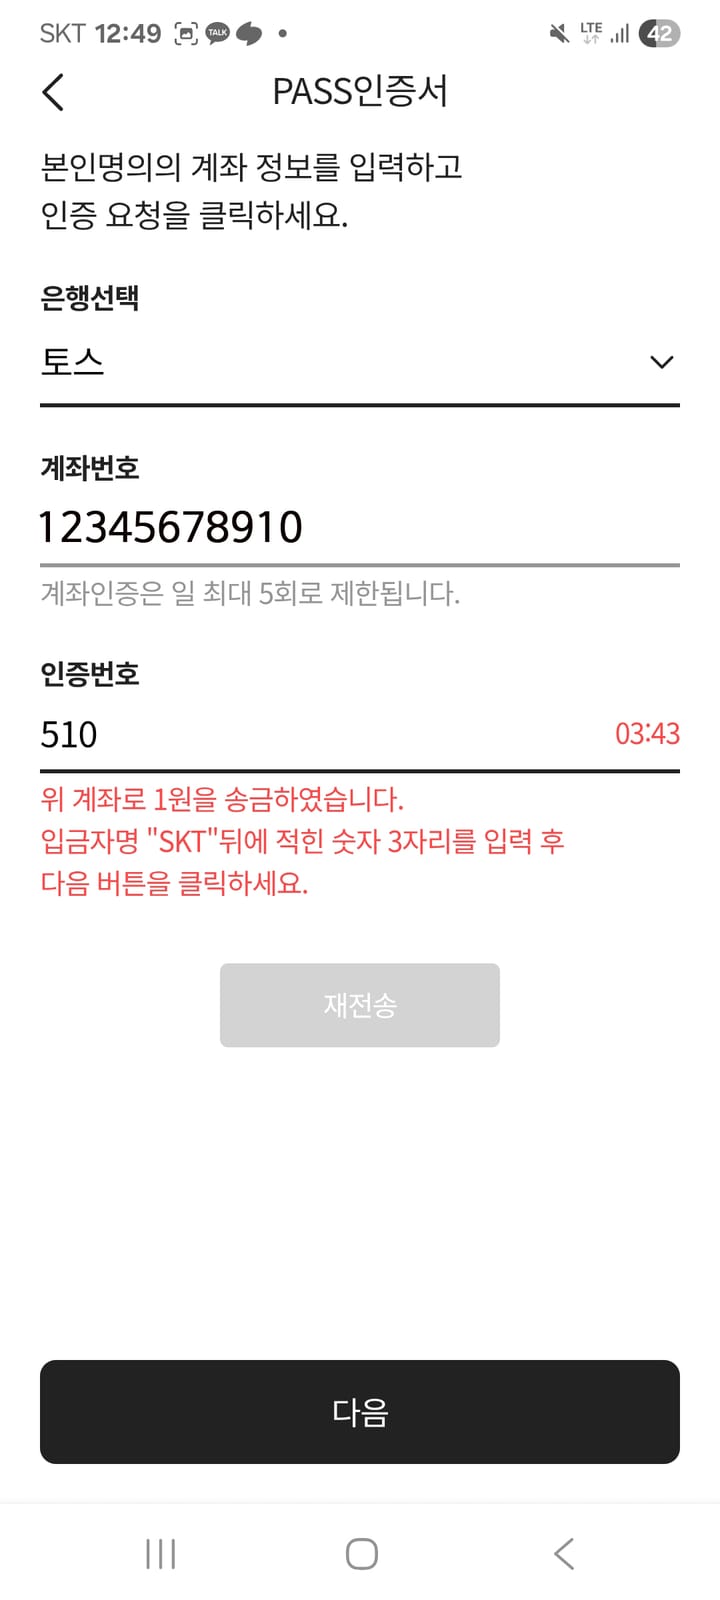 SKT 12:49 TALK LTE 42
PASS인증서
본인명의의 계좌 정보를 입력하고
인증 요청을 클릭하세요.
은행선택
토스
계좌번호
12345678910
계좌인증은 일 최대 5회로 제한됩니다.
인증번호
510 03:43
위 계좌로 1원을 송금하였습니다.
입금자명 "SKT"뒤에 적힌 숫자 3자리를 입력 후
다음 버튼을 클릭하세요.
재전송
다음